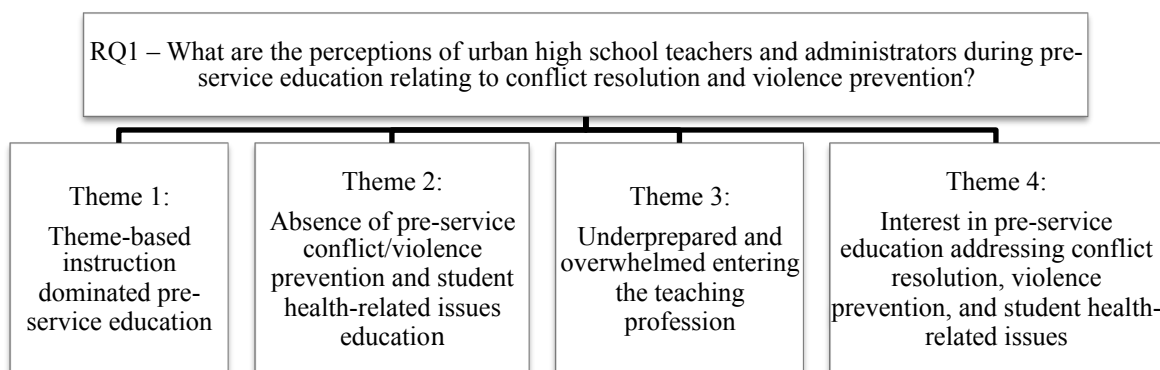 RQ1 – What are the perceptions of urban high school teachers and administrators during pre-
service education relating to conflict resolution and violence prevention?
Theme 1:
Theme-based
instruction
dominated pre-
service education
Theme 2:
Absence of pre-service
conflict/violence
prevention and student
health-related issues
education
Theme 3:
Underprepared and
overwhelmed entering
the teaching
profession
Theme 4:
Interest in pre-service
education addressing conflict
resolution, violence
prevention, and student health-
related issues